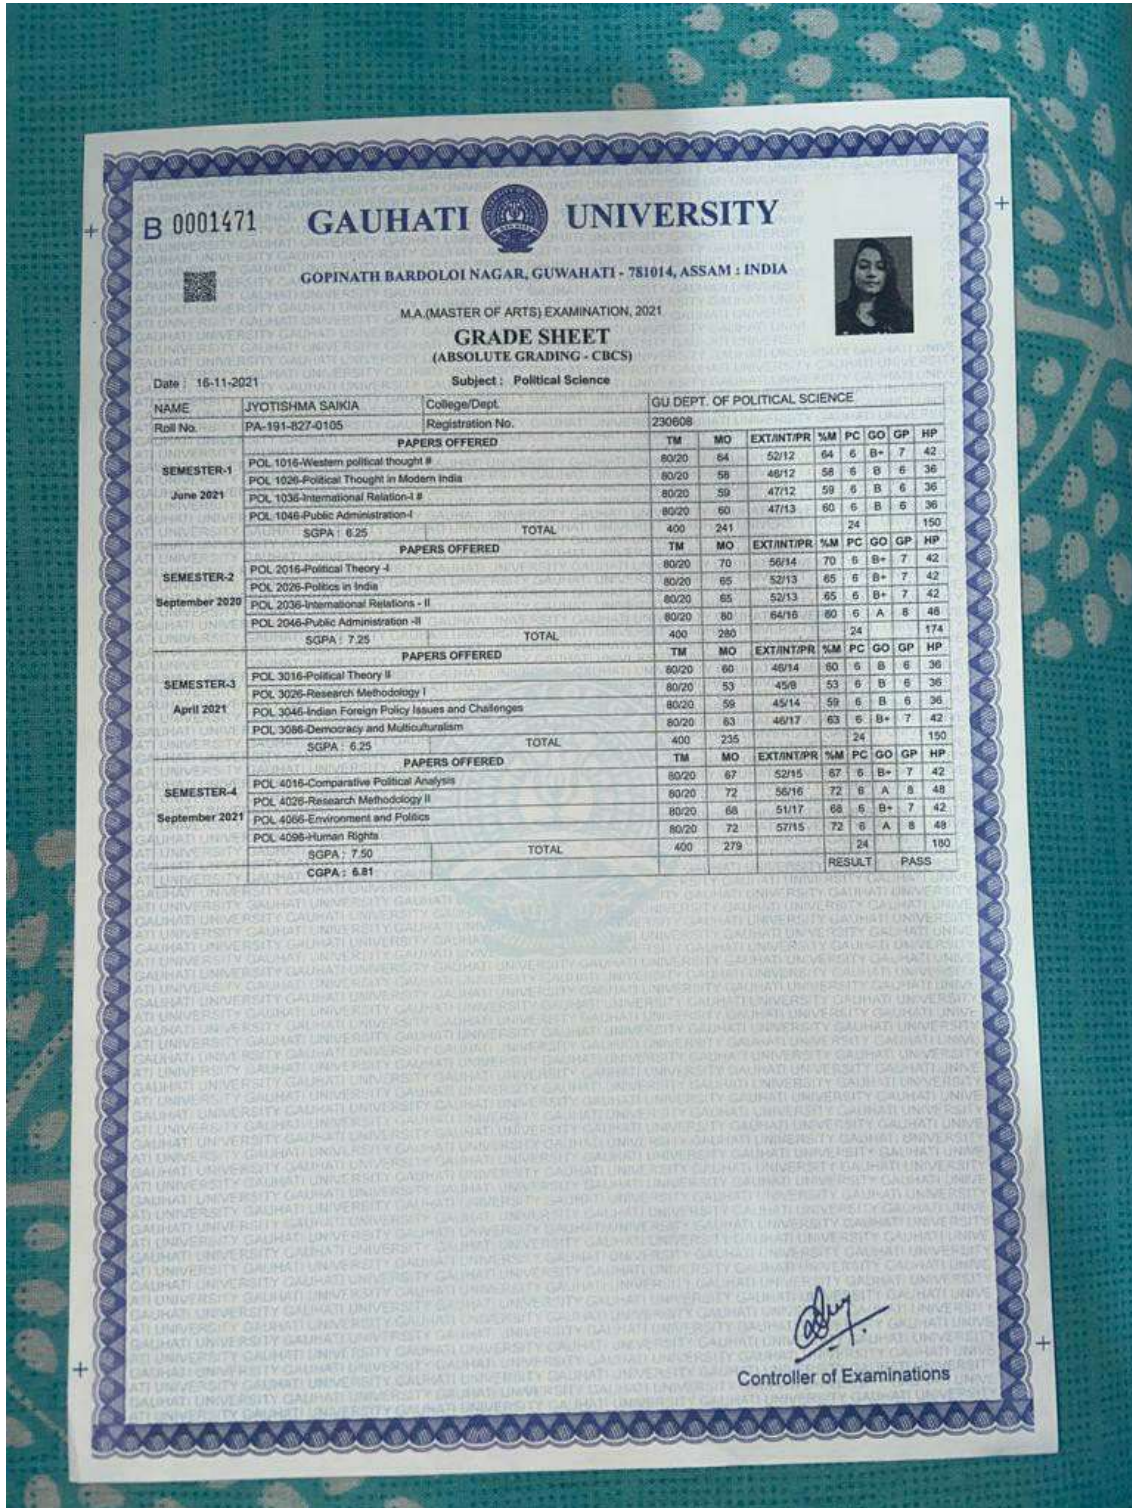 B 0001471
GAUHATI UNIVERSITY
GOPINATH BARDOLOI NAGAR, GUWAHATI - 781014, ASSAM : INDIA
M.A.(MASTER OF ARTS) EXAMINATION, 2021
GRADE SHEET
(ABSOLUTE GRADING - CBCS)
Date : 16-11-2021 Subject : Political Science
NAME JYOTISHMA SAIKIA College/Dept. GU DEPT. OF POLITICAL SCIENCE
Roll No. PA-191-827-0105 Registration No. 230608
PAPERS OFFERED TM MO EXT/INT/PR %M PC GO GP HP
SEMESTER-1
June 2021
POL 1016-Western political thought # 80/20 64 52/12 64 6 B+ 7 42
POL 1026-Political Thought in Modern India 80/20 58 46/12 58 6 B 6 36
POL 1036-International Relation-I # 80/20 59 47/12 59 6 B 6 36
POL 1046-Public Administration-I 80/20 60 47/13 60 6 B 6 36
SGPA : 6.25 TOTAL 400 241 24 150
PAPERS OFFERED TM MO EXT/INT/PR %M PC GO GP HP
SEMESTER-2
September 2020
POL 2016-Political Theory -I 80/20 70 56/14 70 6 B+ 7 42
POL 2026-Politics in India 80/20 65 52/13 65 6 B+ 7 42
POL 2036-International Relations - II 80/20 65 52/13 65 6 B+ 7 42
POL 2046-Public Administration -II 80/20 80 64/16 80 6 A 8 48
SGPA : 7.25 TOTAL 400 280 24 174
PAPERS OFFERED TM MO EXT/INT/PR %M PC GO GP HP
SEMESTER-3
April 2021
POL 3016-Political Theory II 80/20 60 46/14 60 6 B 6 36
POL 3026-Research Methodology I 80/20 53 45/8 53 6 B 6 36
POL 3046-Indian Foreign Policy Issues and Challenges 80/20 59 45/14 59 6 B 6 36
POL 3086-Democracy and Multiculturalism 80/20 63 46/17 63 6 B+ 7 42
SGPA : 6.25 TOTAL 400 235 24 150
PAPERS OFFERED TM MO EXT/INT/PR %M PC GO GP HP
SEMESTER-4
September 2021
POL 4016-Comparative Political Analysis 80/20 67 52/15 67 6 B+ 7 42
POL 4026-Research Methodology II 80/20 72 56/16 72 6 A 8 48
POL 4066-Environment and Politics 80/20 68 51/17 68 6 B+ 7 42
POL 4096-Human Rights 80/20 72 57/15 72 6 A 8 48
SGPA : 7.50 TOTAL 400 279 24 180
CGPA : 6.81 RESULT PASS
Controller of Examinations